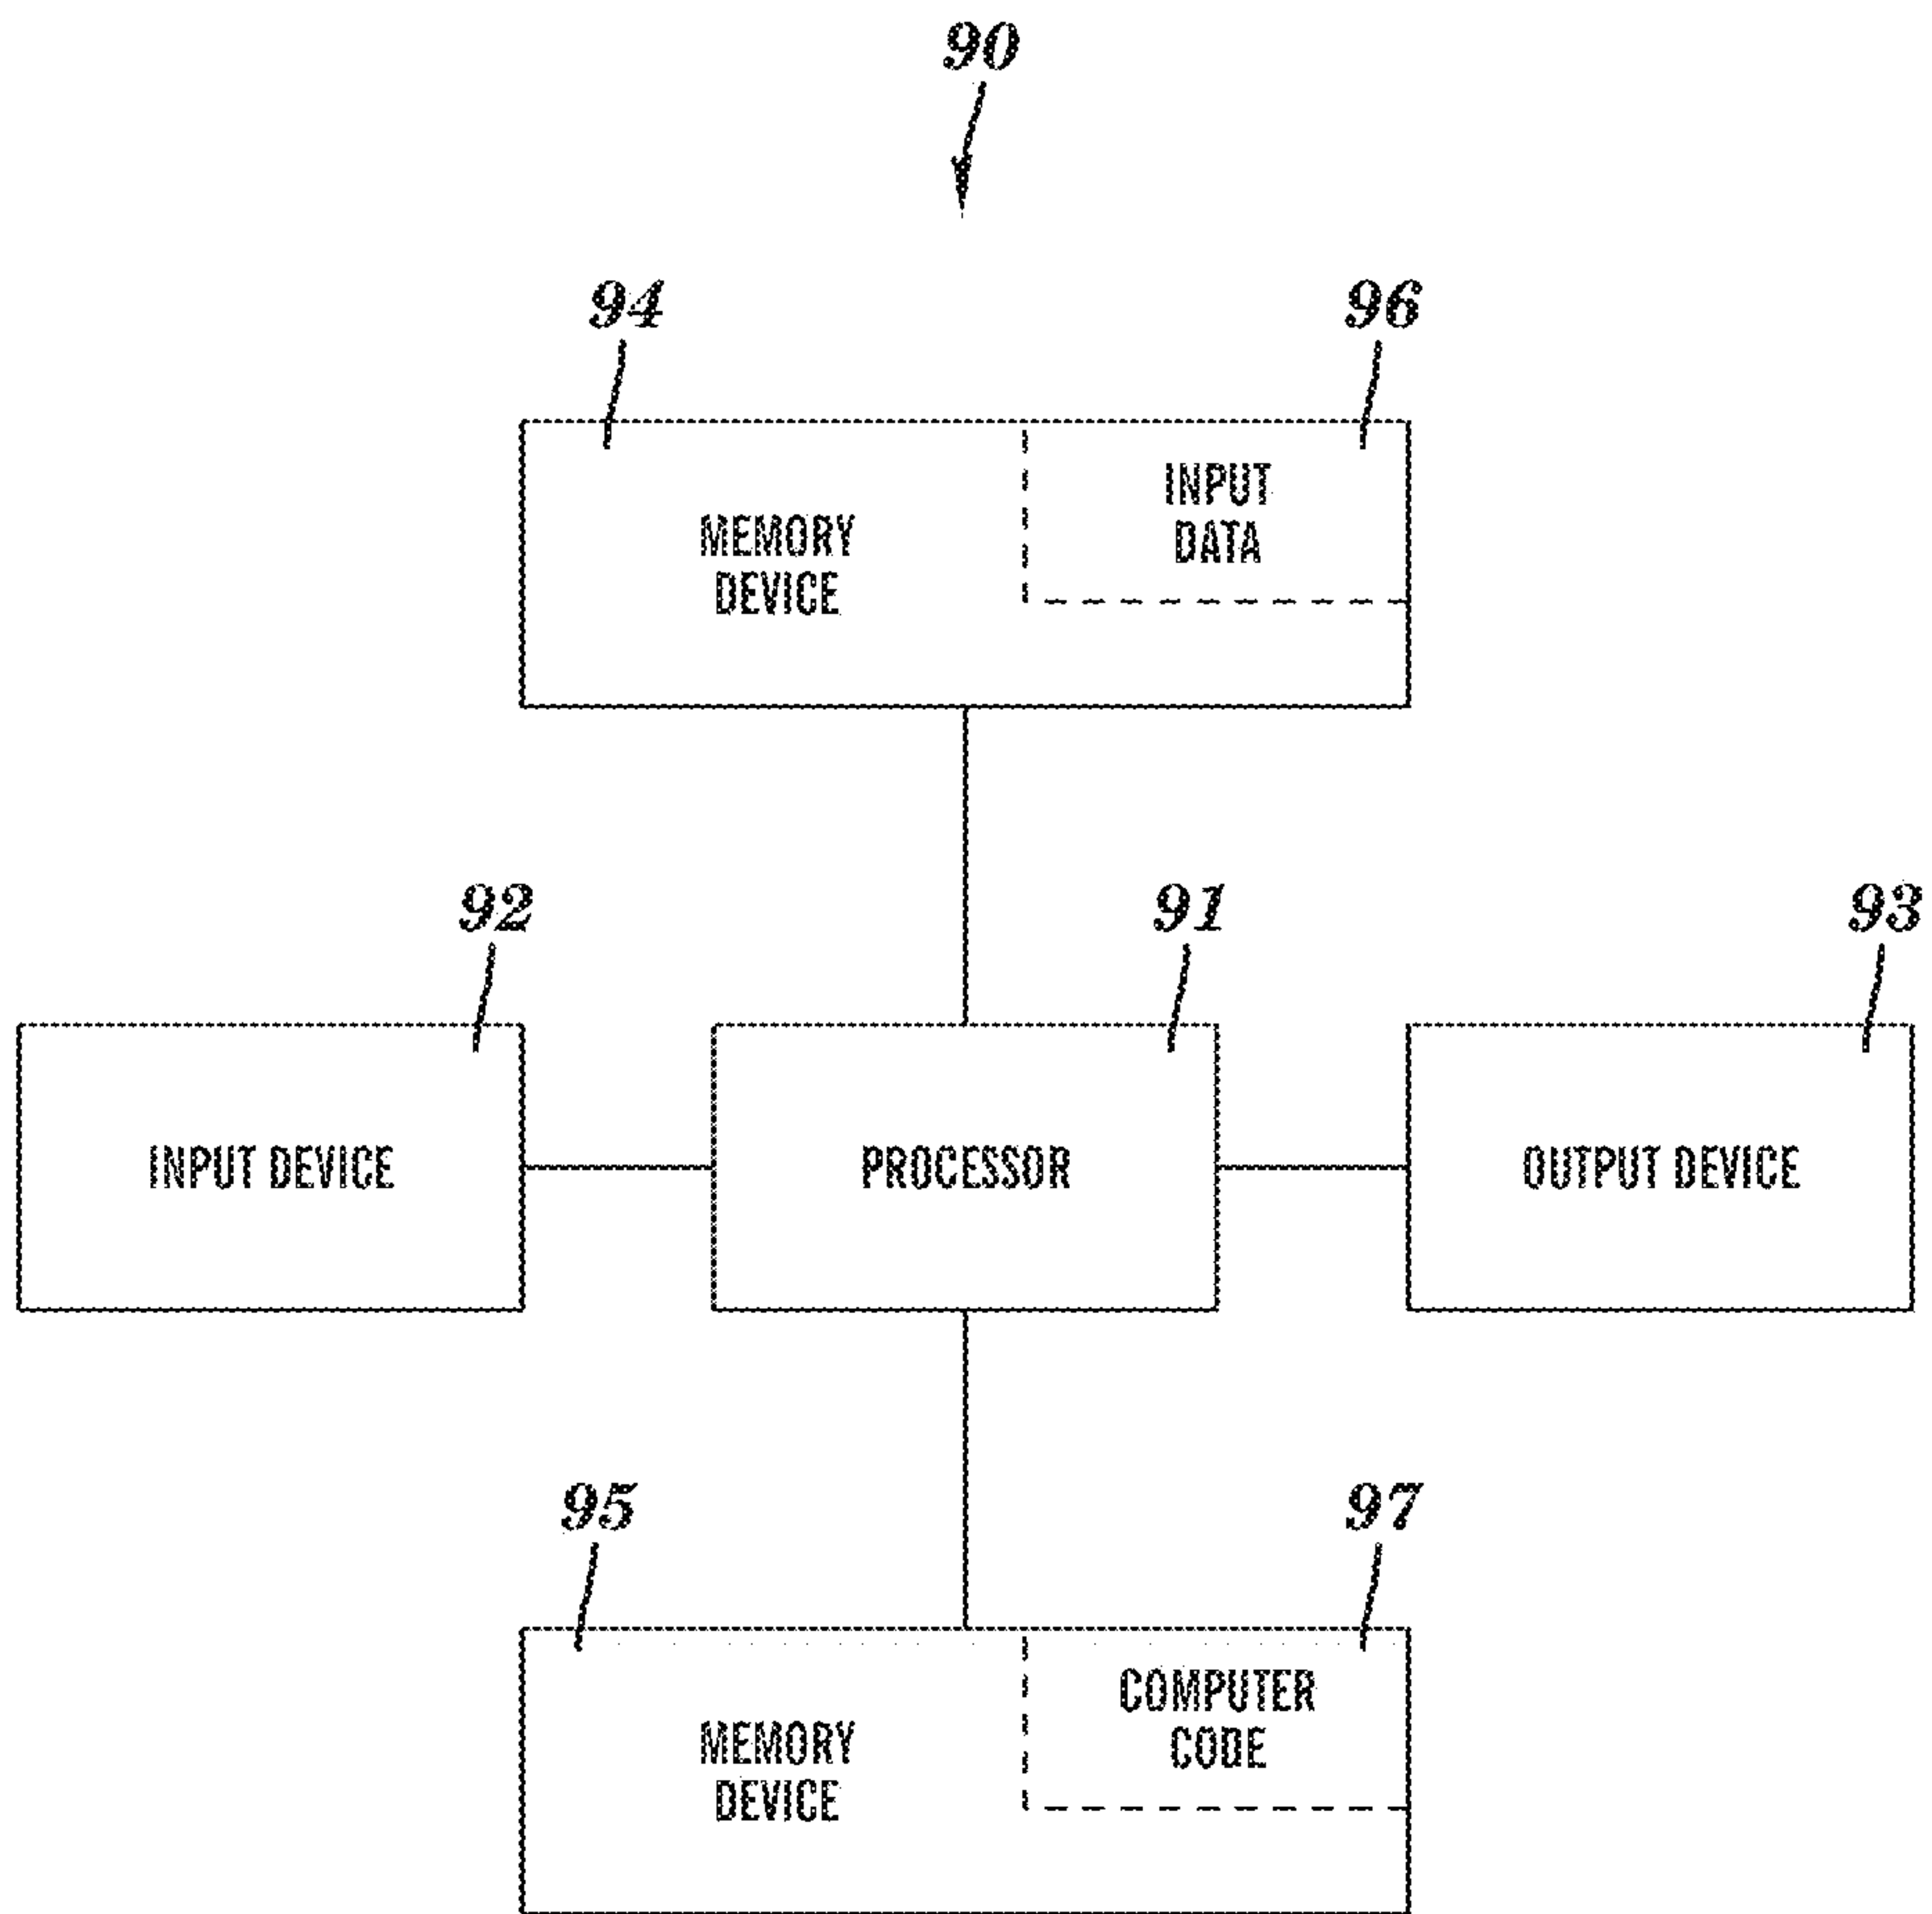 90
94
96
MEMORY
DEVICE
INPUT
DATA
92
91
93
INPUT DEVICE
PROCESSOR
OUTPUT DEVICE
95
97
MEMORY
DEVICE
COMPUTER
CODE